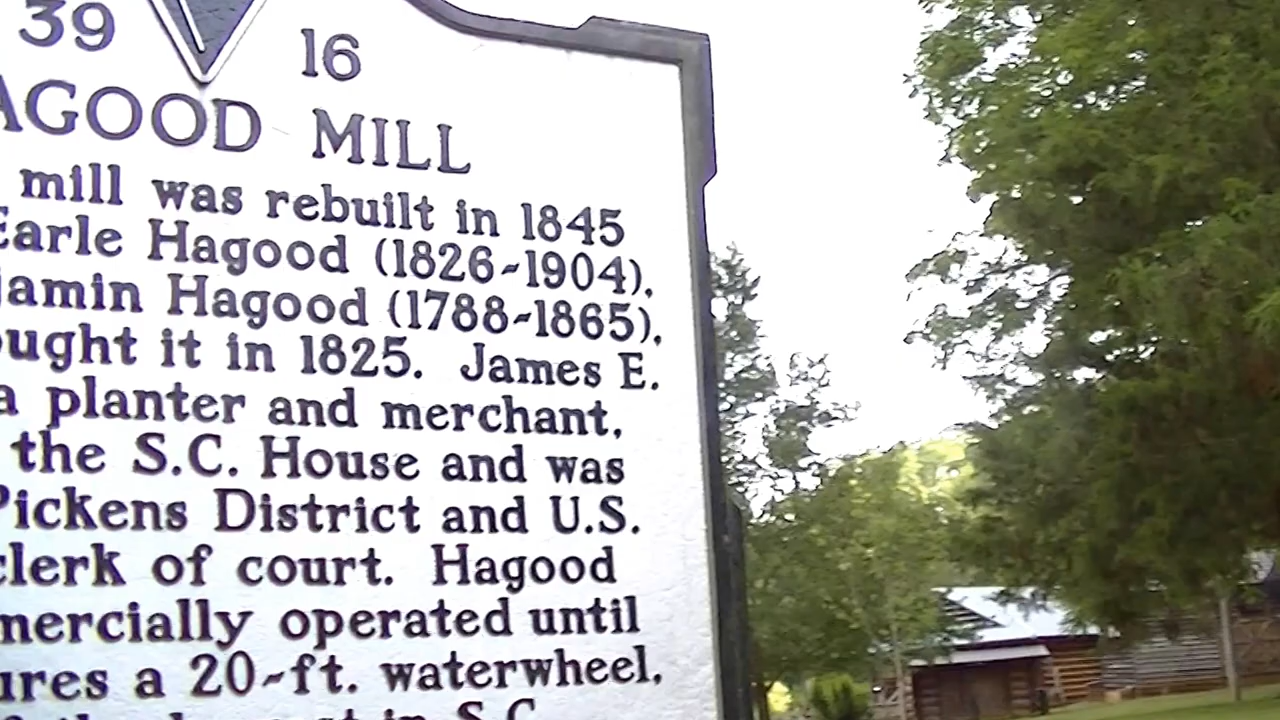 39 16
AGOOD MILL
mill was rebuilt in 1845
Earle Hagood (1826-1904),
jamin Hagood (1788-1865),
ought it in 1825. James E.
a planter and merchant,
the S.C. House and was
Pickens District and U.S.
clerk of court. Hagood
mercially operated until
ures a 20-ft. waterwheel,
in S.C.